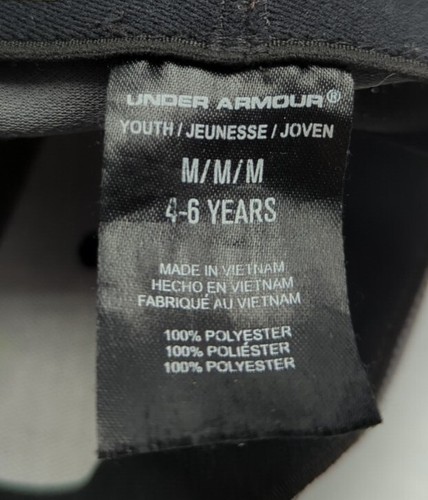 UNDER ARMOUR®
YOUTH / JEUNESSE / JOVEN
M/M/M
4-6 YEARS
MADE IN VIETNAM
HECHO EN VIETNAM
FABRIQUÉ AU VIETNAM
100% POLYESTER
100% POLIÉSTER
100% POLYESTER